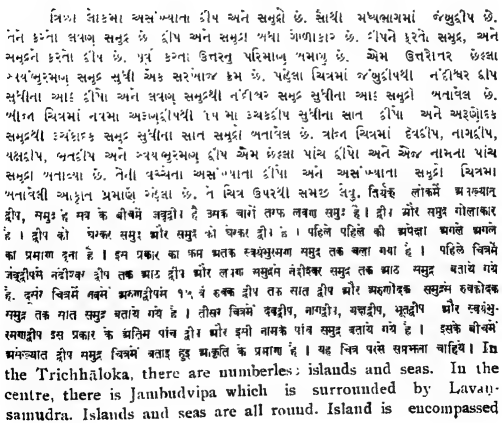 ત્રિછા લોકમા અસંખ્યાતા દ્વીપ અને સમુદ્રો છે. સૌથી મધ્યભાગમાં જંબુદ્વીપ છે.
તેને ફરતો લવણ સમુદ્ર છે દ્વીપ અને સમુદ્રા બધા ગોળાકાર છે. દ્વીપને ફરતો સમુદ્ર, અને
સમુદ્રને ફરતો દ્વીપ છે. પૂર્વ કરતા ઉત્તરનુ પરિમાણ બમણુ છે. એમ ઉત્તરોત્તર છેલ્લા
સ્વયંભુરમણ સમુદ્ર સુધી એક સરખોજ ક્રમ છે. પહેલા ચિત્રમાં જંબુદ્વીપથી નંદીશ્વર દ્વીપ
સુધીના આઠ દ્વીપો અને લવણ સમુદ્રથી નંદીશ્વર સમુદ્ર સુધીના આઠ સમુદ્રો બતાવેલ છે.
બીજા ચિત્રમાં નવમા અરૂણદ્વીપથી ૧૫ મા રૂચકદ્વીપ સુધીના સાત દ્વીપો અને અરૂણોદક
સમુદ્રથી રૂચકોદક સમુદ્ર સુધીના સાત સમુદ્રો બતાવેલ છે. ત્રીજા ચિત્રમાં દેવદ્વીપ, નાગદ્વીપ,
યક્ષદ્વીપ, ભૂતદ્વીપ અને સ્વયંભુરમણ દ્વીપ એમ છેલ્લા પાંચ દ્વીપો અને એજ નામના પાંચ
સમુદ્રો બતાવ્યા છે. તેની વચ્ચેના અસંખ્યાતા દ્વીપો અને અસંખ્યાતા સમુદ્રો ચિત્રમા
બતાવેલી આકૃતિ પ્રમાણે રહેલા છે. તે ચિત્ર ઉપરથી સમજી લેવુ. तिर्यक् लोकमें असंख्यात
द्वीप, समुद्र है सब के बीचमें जंबूद्वीप है उसके चारों तरफ लवण समुद्र है। द्वीप और समुद्र गोलाकार
है। द्वीप को घेरकर समुद्र और समुद्र को घेरकर द्वीप है। पहिले पहिले की अपेक्षा अगले अगले
का प्रमाण दूना है। इस प्रकार का क्रम अंतके स्वयंभूरमण समुद्र तक चला गया है। पहिले चित्रमें
जंबूद्वीपमे नंदीश्वर द्वीप तक आठ द्वीप और लवण समुद्रमे नंदीश्वर समुद्र तक आठ समुद्र बताये गये
है. दूसरे चित्रमें नवमें अरुणद्वीपमे १५ वें रुचक द्वीप तक सात द्वीप और अरुणोदक समुद्रमे रुचकोदक
समुद्र तक सात समुद्र बताये गये है। तीसरे चित्रमें देवद्वीप, नागद्वीप, यक्षद्वीप, भूतद्वीप और स्वयंभु-
रमणद्वीप इस प्रकार के अंतिम पांच द्वीप और इसी नामके पांच समुद्र बताये गये है। इसके बीचमें
असंख्यात द्वीप समुद्र चित्रमें बताइ हुइ आकृति के प्रमाण है। यह चित्र परसे समझना चाहिये। In
the Trichhāloka, there are numberless islands and seas. In the
centre, there is Jambudvipa which is surrounded by Lavaṇ-
samudra. Islands and seas are all round. Island is encompassed